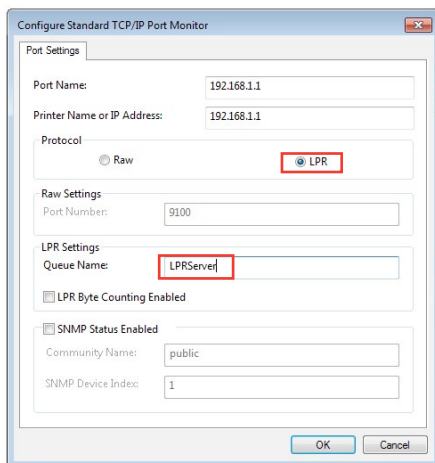 Configure Standard TCP/IP Port Monitor
Port Settings
Port Name: 192.168.1.1
Printer Name or IP Address: 192.168.1.1
Protocol
Raw LPR
Raw Settings
Port Number: 9100
LPR Settings
Queue Name: LPRServer
LPR Byte Counting Enabled
SNMP Status Enabled
Community Name: public
SNMP Device Index: 1
OK Cancel